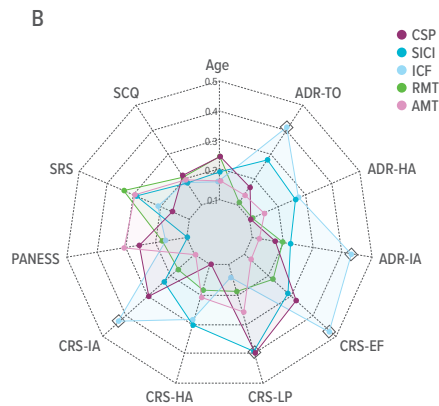 B
CSP
SICI
ICF
RMT
AMT
Age
0.5
0.4
0.3
0.2
0.1
ADR-TO
ADR-HA
ADR-IA
CRS-EF
CRS-LP
CRS-HA
CRS-IA
PANESS
SRS
SCQ